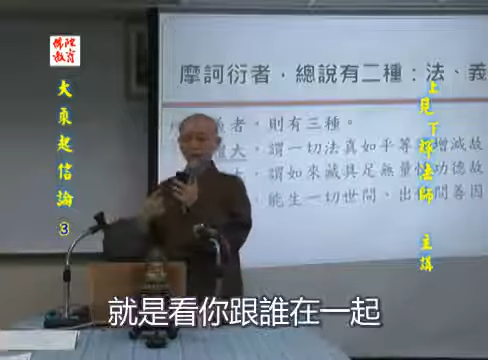 佛陀
教育
大乘起信論
③
摩訶衍者，總說有二種：法、義
者，則有三種。
大，謂一切法真如平等 增減故
，謂如來藏具足無量性功德故
，能生一切世間、出 間善因
上見下輝法師 主講
就是看你跟誰在一起